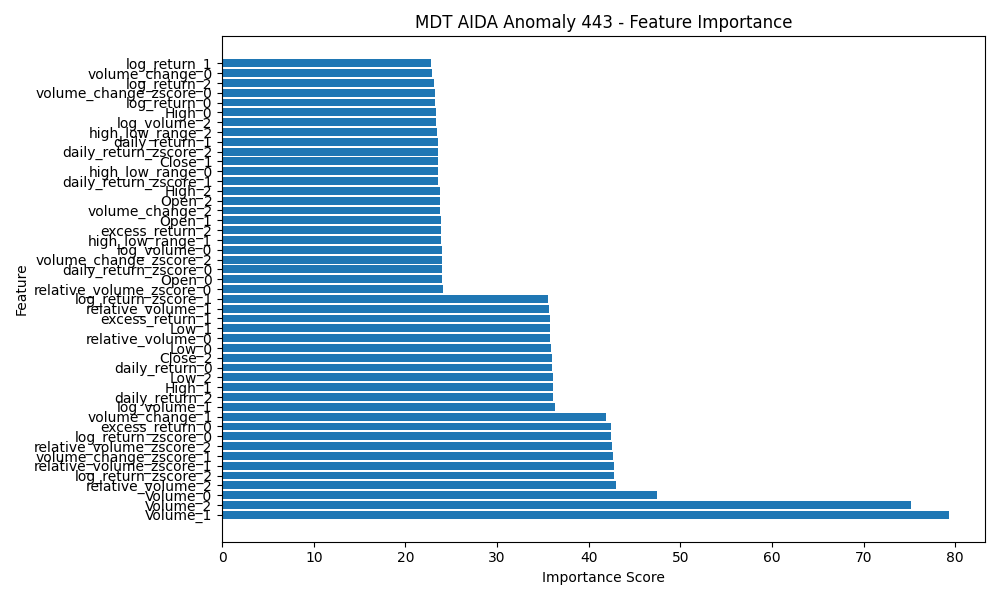 MDT AIDA Anomaly 443 - Feature Importance
log_return_1
volume_change_0
log_return_2
volume_change_zscore_0
log_return_0
High_0
log_volume_2
high_low_range_2
daily_return_1
daily_return_zscore_2
Close_1
high_low_range_0
daily_return_zscore_1
High_2
Open_2
volume_change_2
Open_1
excess_return_2
high_low_range_1
log_volume_0
volume_change_zscore_2
daily_return_zscore_0
Open_0
relative_volume_zscore_0
log_return_zscore_1
relative_volume_1
excess_return_1
Low_1
relative_volume_0
Low_0
Close_2
daily_return_0
Low_2
High_1
daily_return_2
log_volume_1
volume_change_1
excess_return_0
log_return_zscore_0
relative_volume_zscore_2
volume_change_zscore_1
relative_volume_zscore_1
log_return_zscore_2
relative_volume_2
Volume_0
Volume_2
Volume_1
Feature
0 10 20 30 40 50 60 70 80
Importance Score